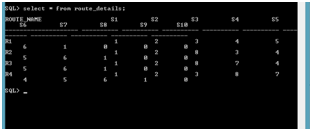 SQL> select * from route_details;
ROUTE_NAME S1 S2 S3 S4 S5
S6 S7 S8 S9 S10
R1 1 2 3 4 5
6 1 0 0 0
R2 1 2 8 3 4
5 6 1 0 0
R3 1 2 8 7 4
5 6 1 0 0
R4 1 2 3 8 7
4 5 6 1 0
SQL> _